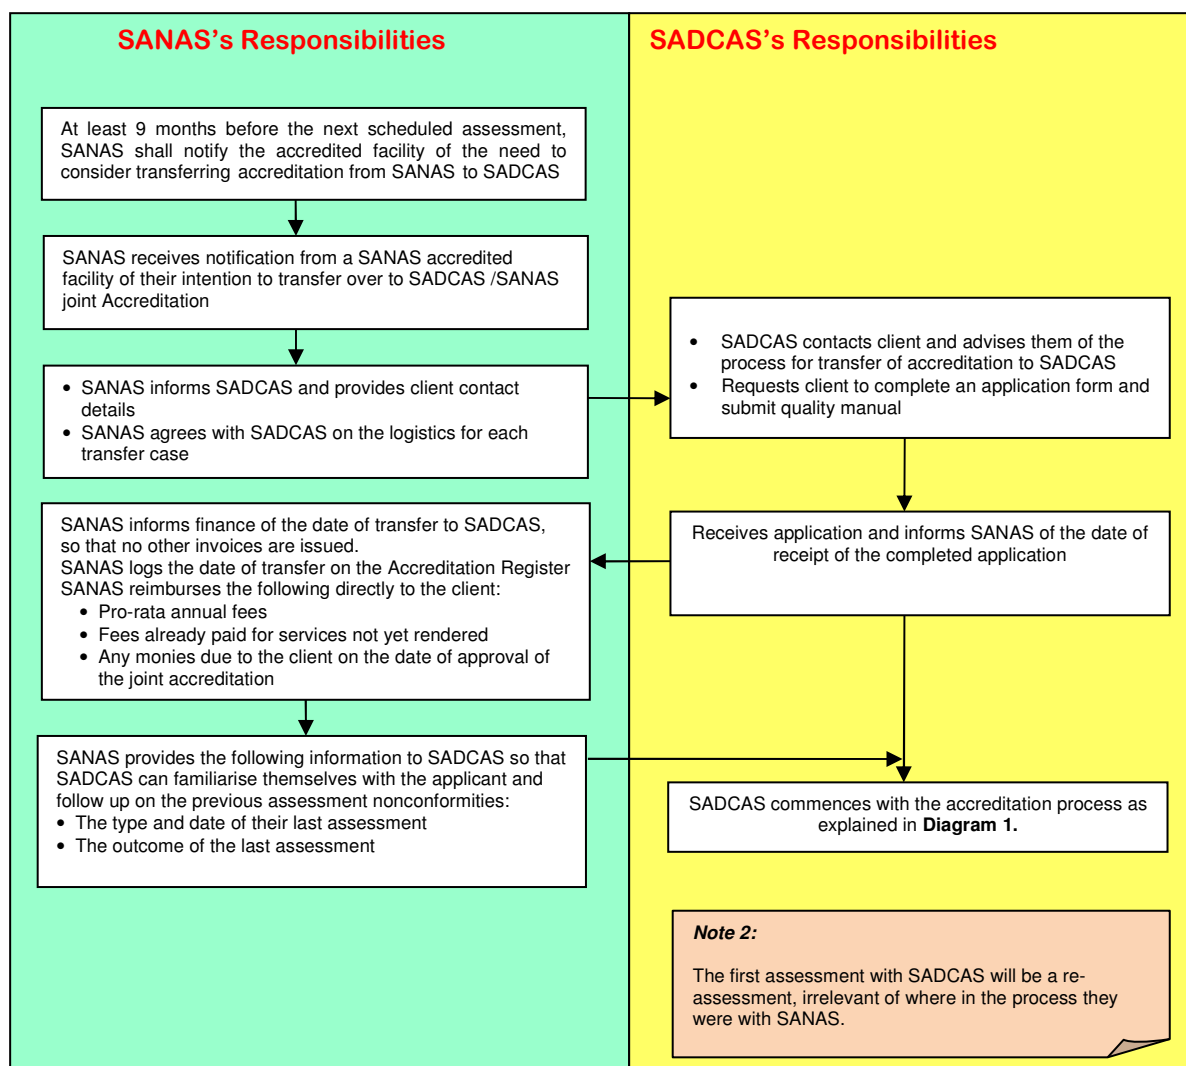 SANAS's Responsibilities
At least 9 months before the next scheduled assessment,
SANAS shall notify the accredited facility of the need to
consider transferring accreditation from SANAS to SADCAS
SANAS receives notification from a SANAS accredited
facility of their intention to transfer over to SADCAS /SANAS
joint Accreditation
• SANAS informs SADCAS and provides client contact
details
• SANAS agrees with SADCAS on the logistics for each
transfer case
SANAS informs finance of the date of transfer to SADCAS,
so that no other invoices are issued.
SANAS logs the date of transfer on the Accreditation Register
SANAS reimburses the following directly to the client:
• Pro-rata annual fees
• Fees already paid for services not yet rendered
• Any monies due to the client on the date of approval of
the joint accreditation
SANAS provides the following information to SADCAS so that
SADCAS can familiarise themselves with the applicant and
follow up on the previous assessment nonconformities:
• The type and date of their last assessment
• The outcome of the last assessment
SADCAS's Responsibilities
• SADCAS contacts client and advises them of the
process for transfer of accreditation to SADCAS
• Requests client to complete an application form and
submit quality manual
Receives application and informs SANAS of the date of
receipt of the completed application
SADCAS commences with the accreditation process as
explained in Diagram 1.
Note 2:
The first assessment with SADCAS will be a re-
assessment, irrelevant of where in the process they
were with SANAS.